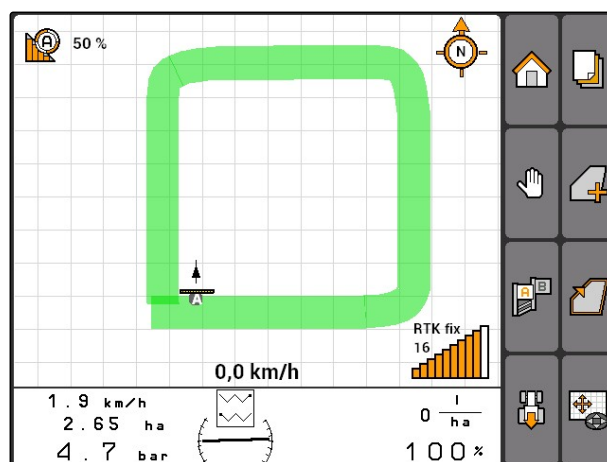 A
50 %
N
A
RTK fix
16
0,0 km/h
A B
1.9 km/h
2.65 ha
4.7 bar
0 l
ha
100%